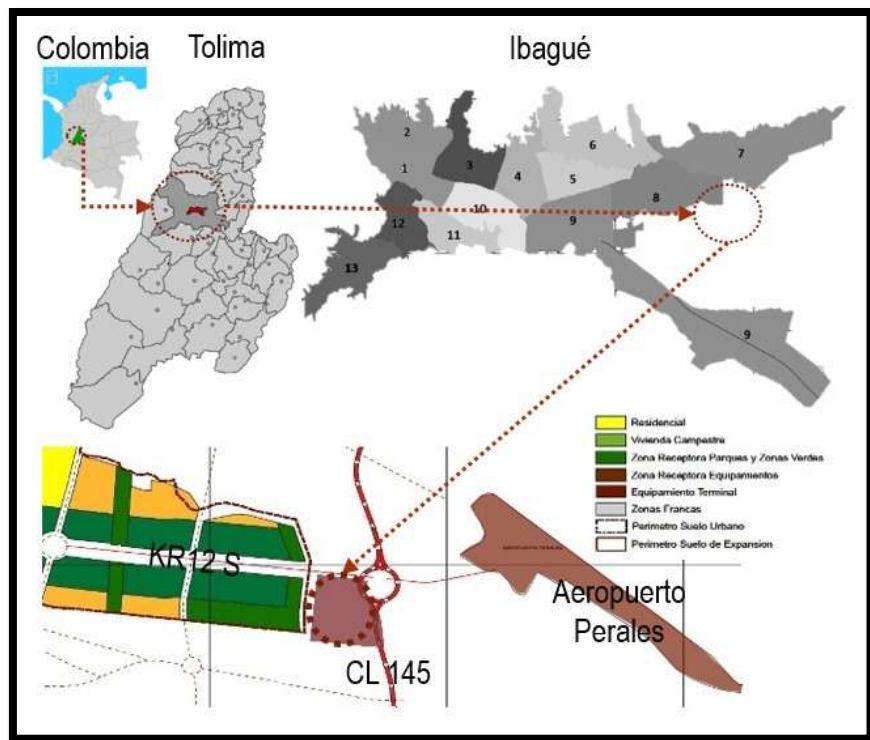 Colombia
Tolima
Ibagué
2
1
3
4
6
5
7
8
10
9
12
11
13
9
Residencial
Vivienda Campestre
Zona Receptora Parques y Zonas Verdes
Zona Receptora Equipamientos
Equipamiento Terminal
Zonas Francas
Perimetro Suelo Urbano
Perimetro Suelo de Expansion
KR12 S
AEROPUERTO PERALES
Aeropuerto
Perales
CL 145